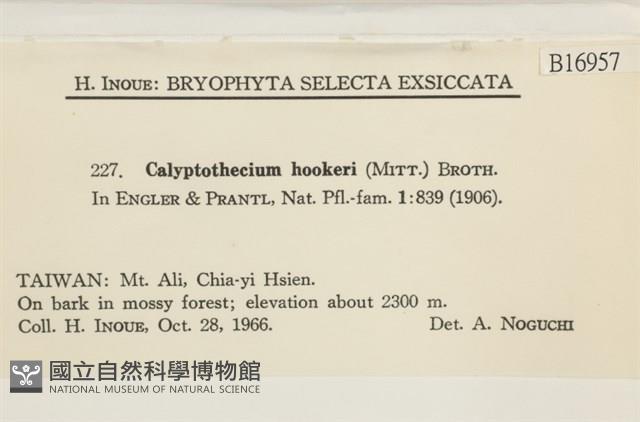 B16957
H. INOUE: BRYOPHYTA SELECTA EXSICCATA
227. Calyptothecium hookeri (MITT.) BROTH.
In ENGLER & PRANTL, Nat. Pfl.-fam. 1:839 (1906).
TAIWAN: Mt. Ali, Chia-yi Hsien.
On bark in mossy forest; elevation about 2300 m.
Coll. H. INOUE, Oct. 28, 1966. Det. A. NOGUCHI
國立自然科學博物館
NATIONAL MUSEUM OF NATURAL SCIENCE